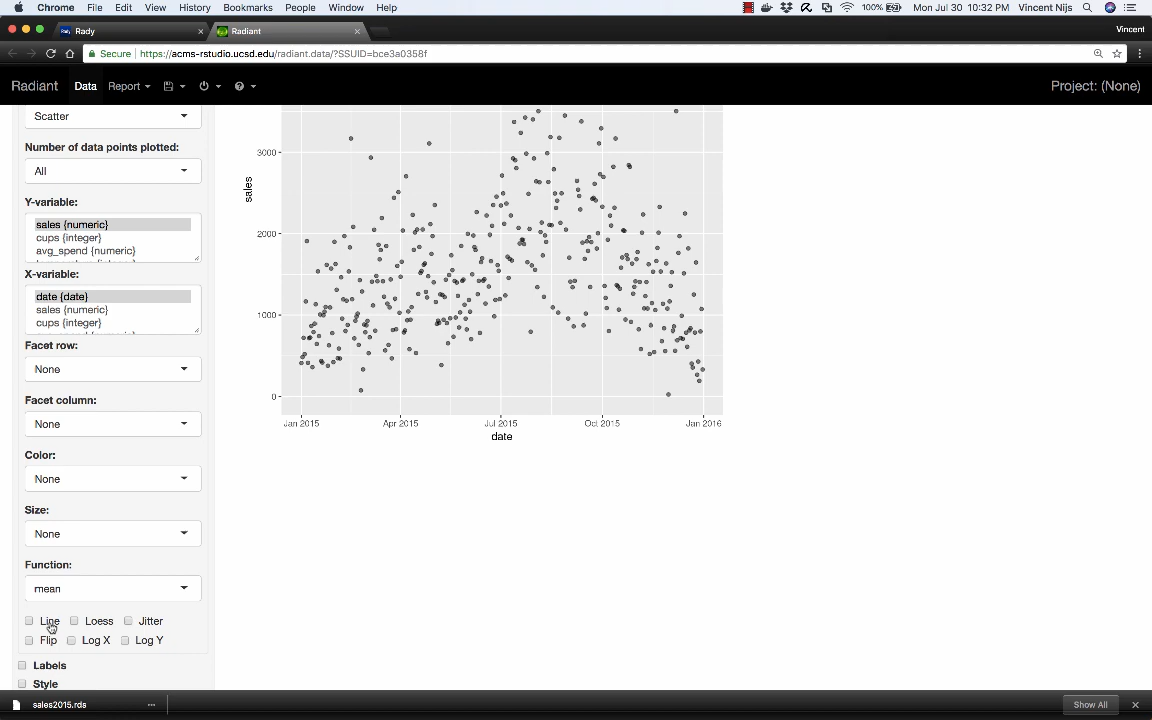 Chrome File Edit View History Bookmarks People Window Help 100% Mon Jul 30 10:32 PM Vincent Nijs
Rady Radiant Vincent
Secure https://acms-rstudio.ucsd.edu/radiant.data/?SSUID=bce3a0358f
Radiant Data Report Project: (None)
Scatter
Number of data points plotted:
All
Y-variable:
sales {numeric}
cups {integer}
avg_spend {numeric}
X-variable:
date {date}
sales {numeric}
cups {integer}
Facet row:
None
Facet column:
None
Color:
None
Size:
None
Function:
mean
Line Loess Jitter
Flip Log X Log Y
Labels
Style
3000
2000
1000
0
sales
Jan 2015 Apr 2015 Jul 2015 Oct 2015 Jan 2016
date
sales2015.rds Show All